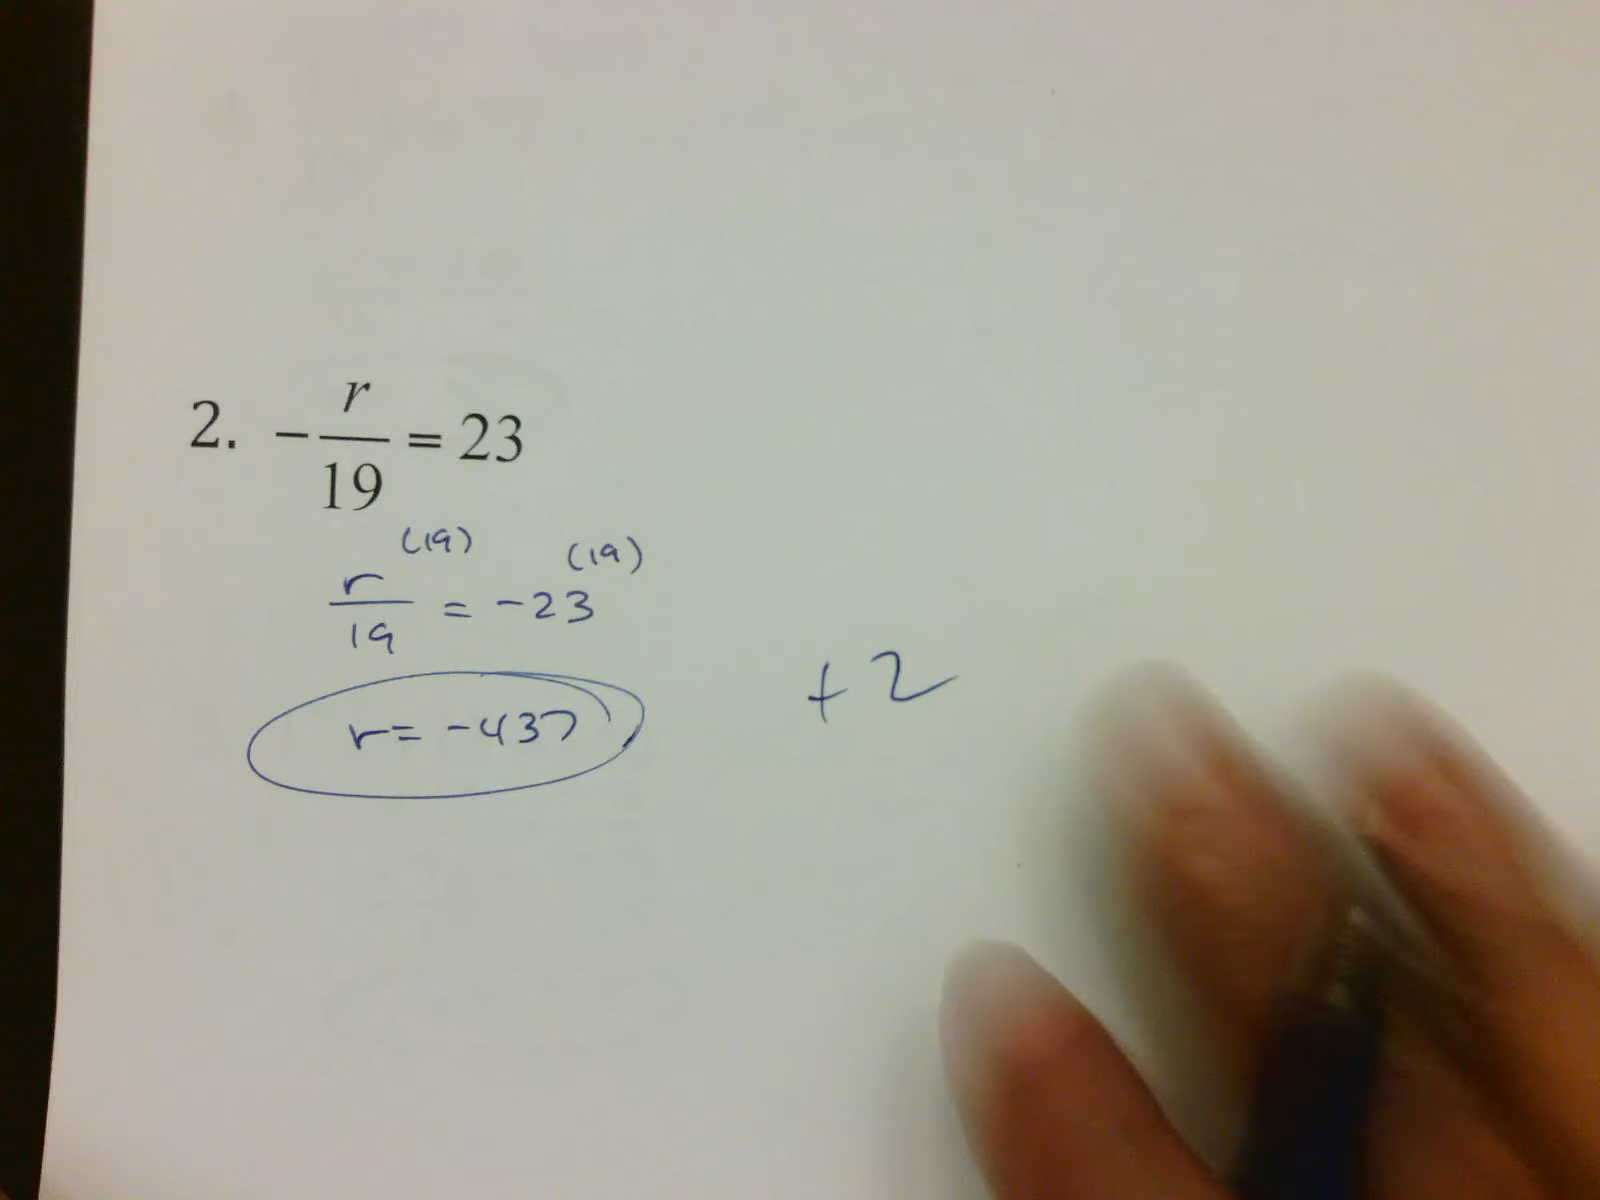 2. -r/19 = 23
(19) (19)
r/19 = -23
r = -437
+2